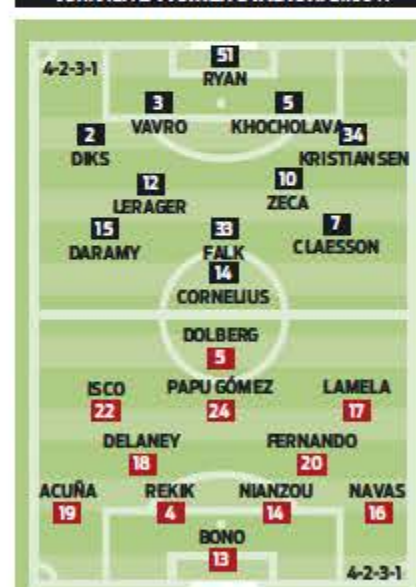 4-2-3-1
51
RYAN
3 5
VAVRO KHOCHOLAVA
2 34
DIKS KRISTIANSEN
12 10
LERAGER ZECA
15 33 7
DARAMY FALK CLAESSON
14
CORNELIUS
DOLBERG
5
ISCO PAPU GÓMEZ LAMELA
22 24 17
DELANEY FERNANDO
18 20
ACUÑA REKIK NIANZOU NAVAS
19 4 14 16
BONO
13
4-2-3-1